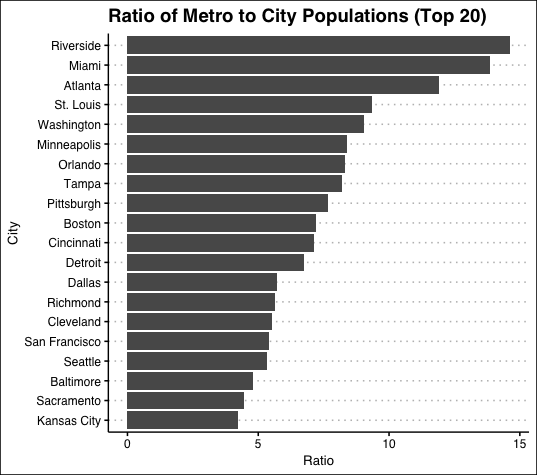 Ratio of Metro to City Populations (Top 20)
City
Riverside
Miami
Atlanta
St. Louis
Washington
Minneapolis
Orlando
Tampa
Pittsburgh
Boston
Cincinnati
Detroit
Dallas
Richmond
Cleveland
San Francisco
Seattle
Baltimore
Sacramento
Kansas City
0 5 10 15
Ratio